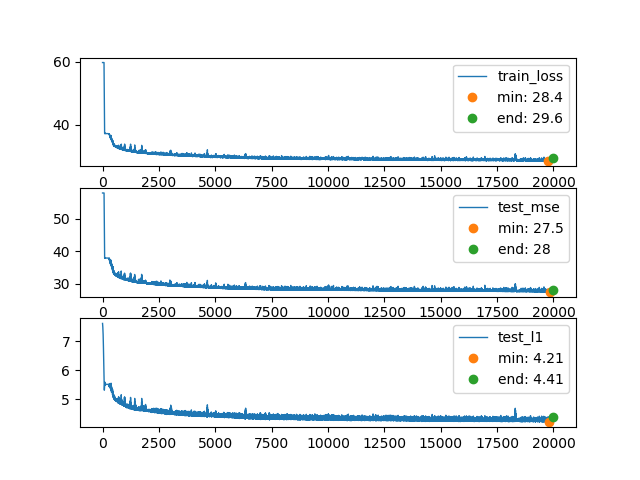 60
40
train_loss
min: 28.4
end: 29.6
0 2500 5000 7500 10000 12500 15000 17500 20000
50
40
30
test_mse
min: 27.5
end: 28
0 2500 5000 7500 10000 12500 15000 17500 20000
7
6
5
test_l1
min: 4.21
end: 4.41
0 2500 5000 7500 10000 12500 15000 17500 20000